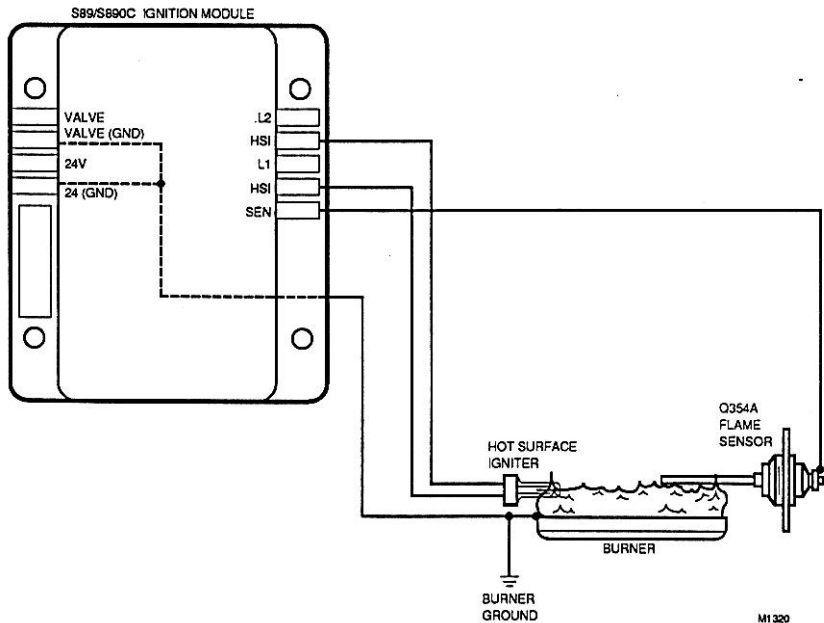 S89/S890C IGNITION MODULE
VALVE
VALVE (GND)
24V
24 (GND)
.L2
HSI
L1
HSI
SEN
Q354A
FLAME
SENSOR
HOT SURFACE
IGNITER
BURNER
BURNER
GROUND
M1320